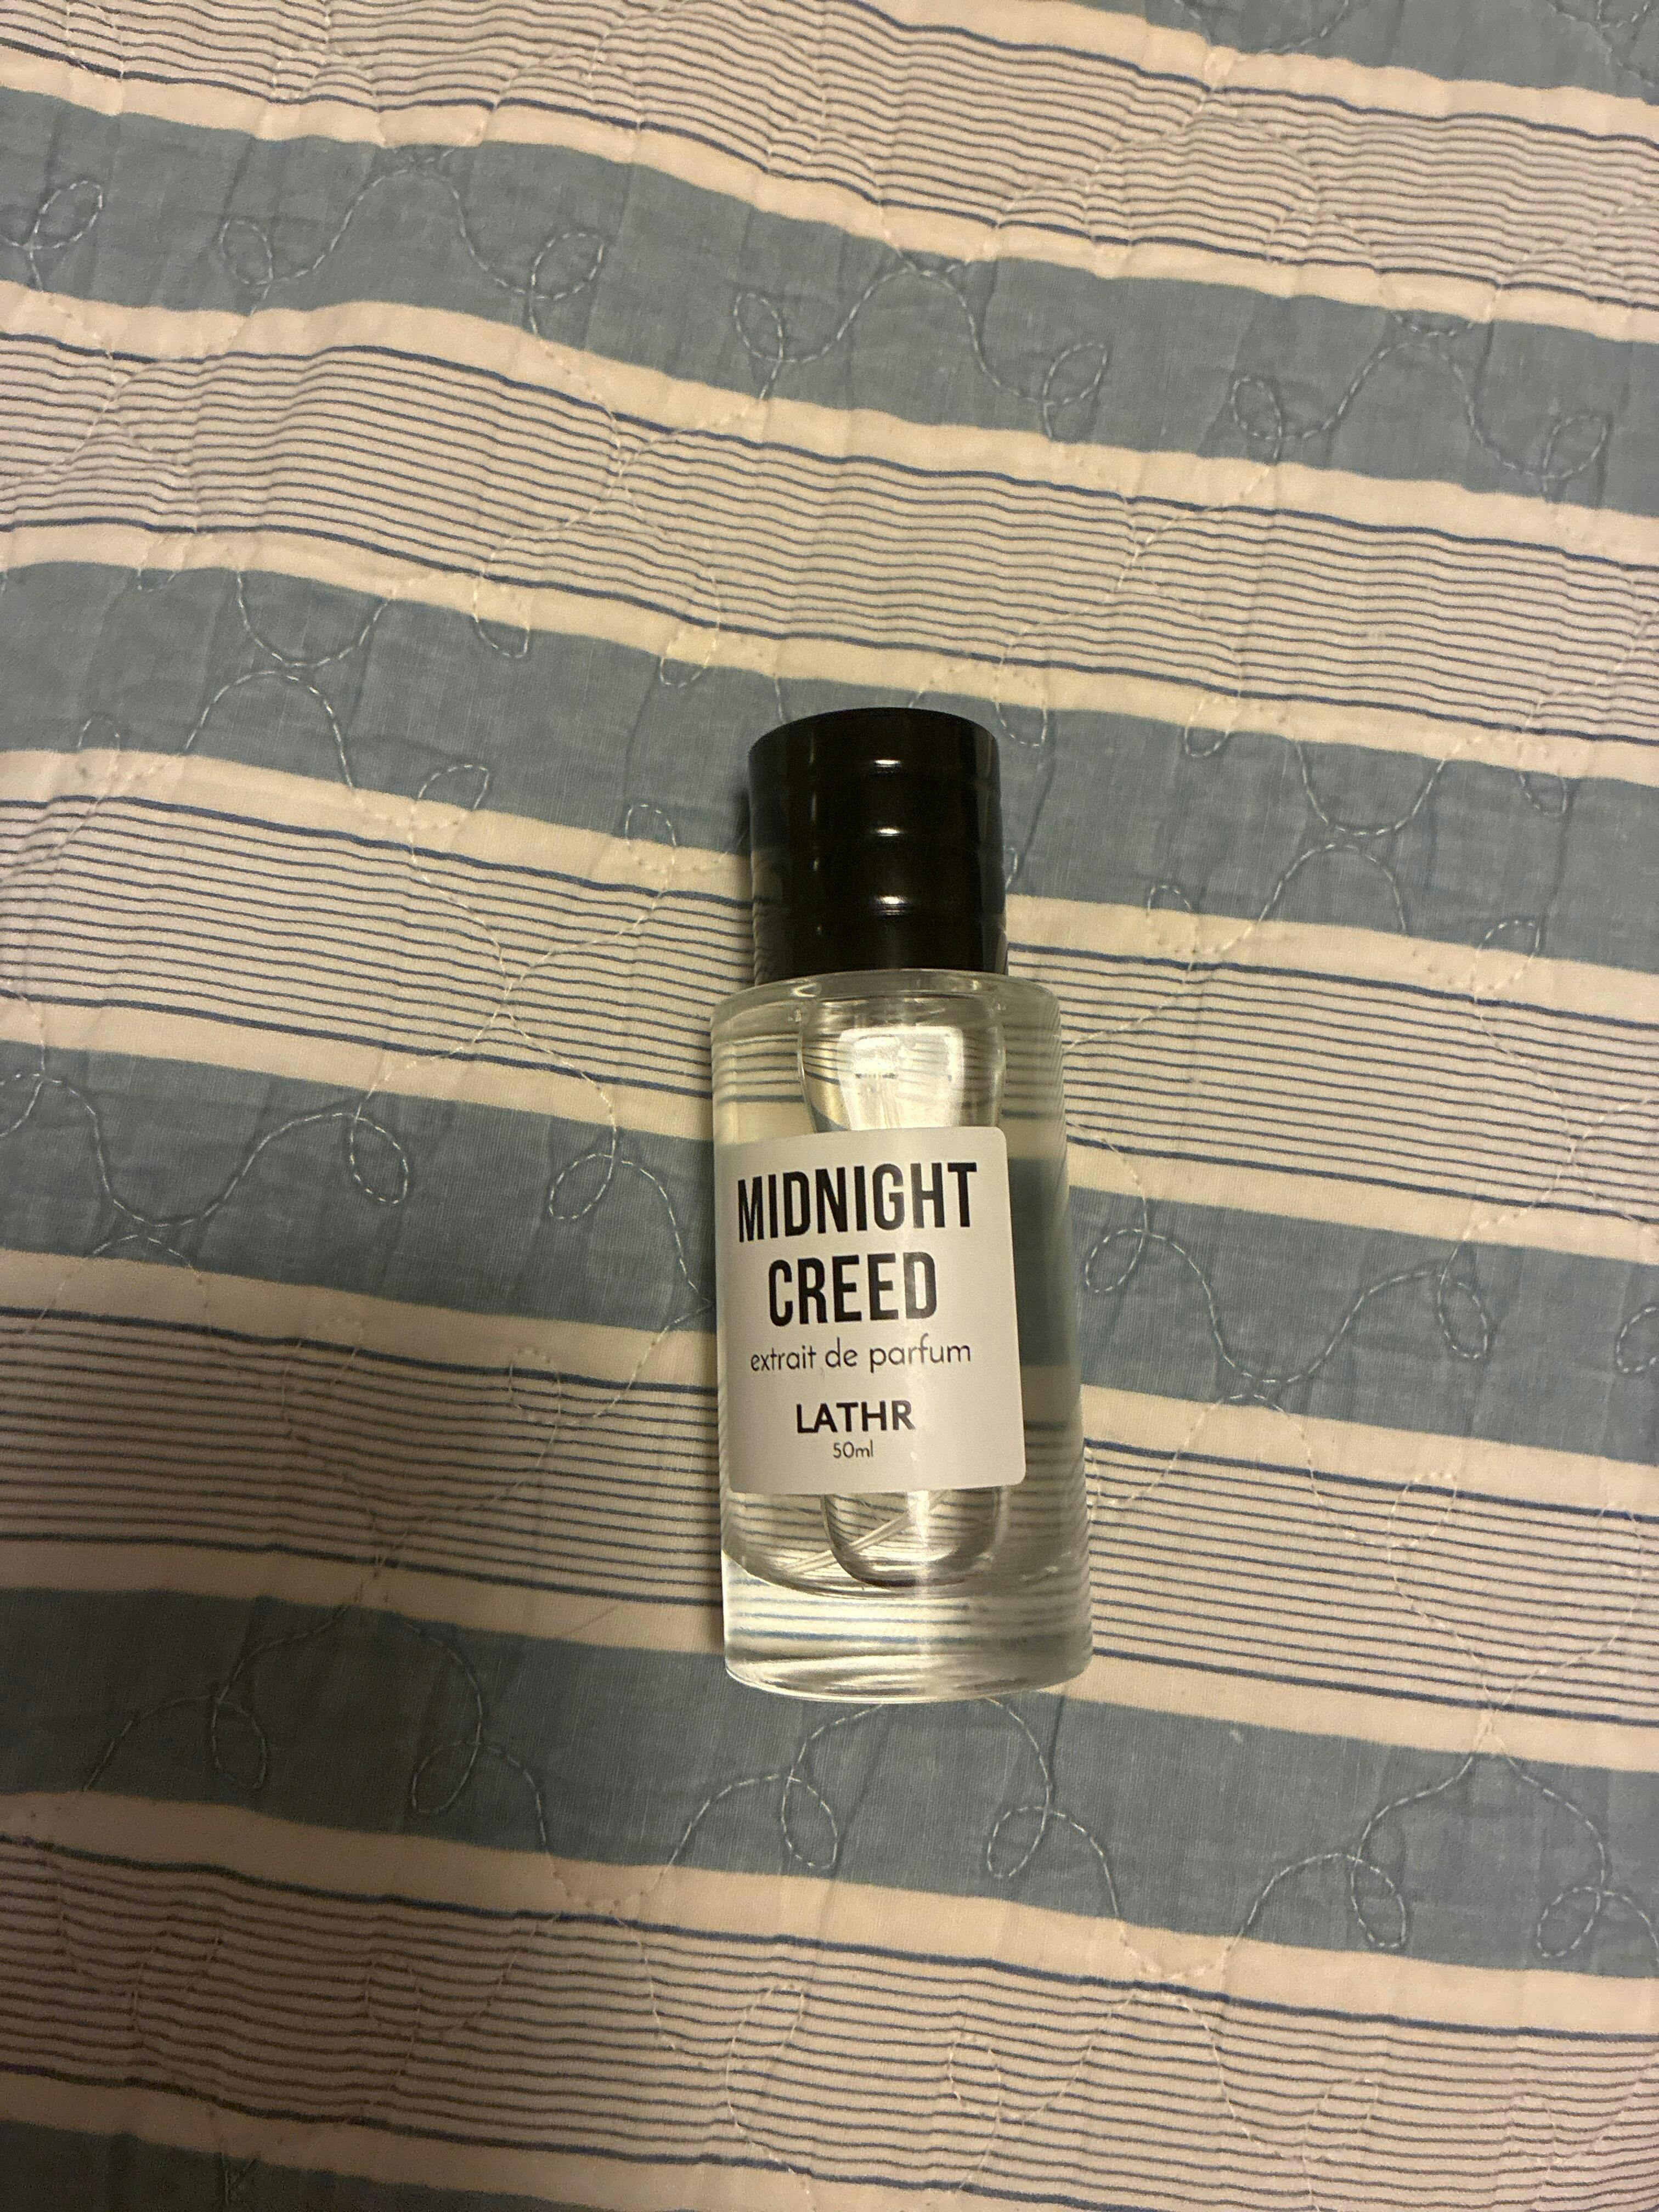 MIDNIGHT
CREED
extrait de parfum
LATHR
50ml